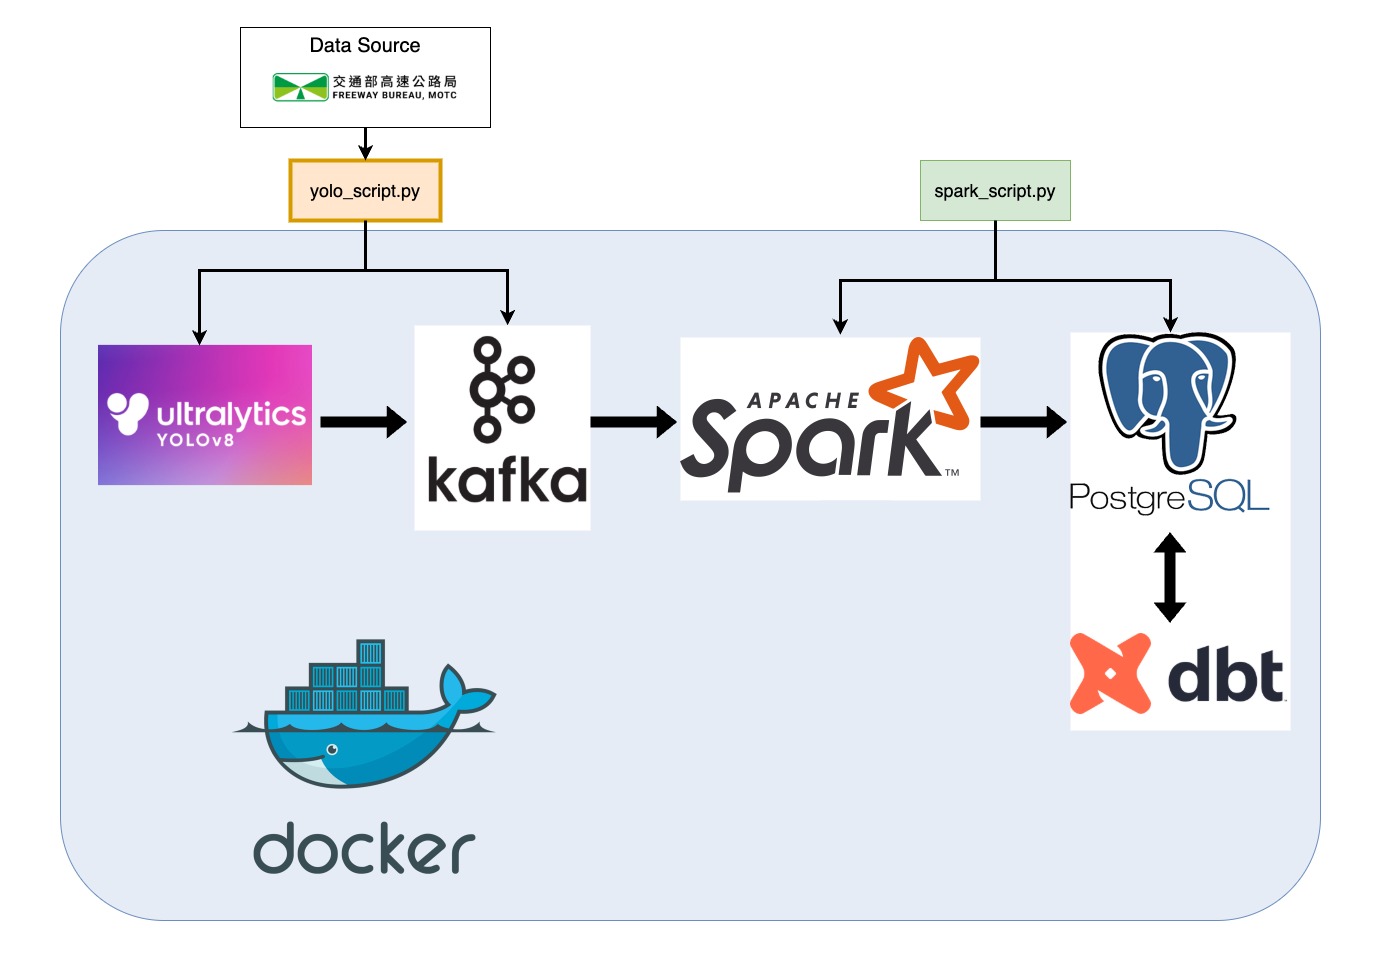 Data Source
交通部高速公路局
FREEWAY BUREAU, MOTC
yolo_script.py
spark_script.py
ultralytics
YOLOv8
kafka
APACHE
Spark™
PostgreSQL
dbt
docker